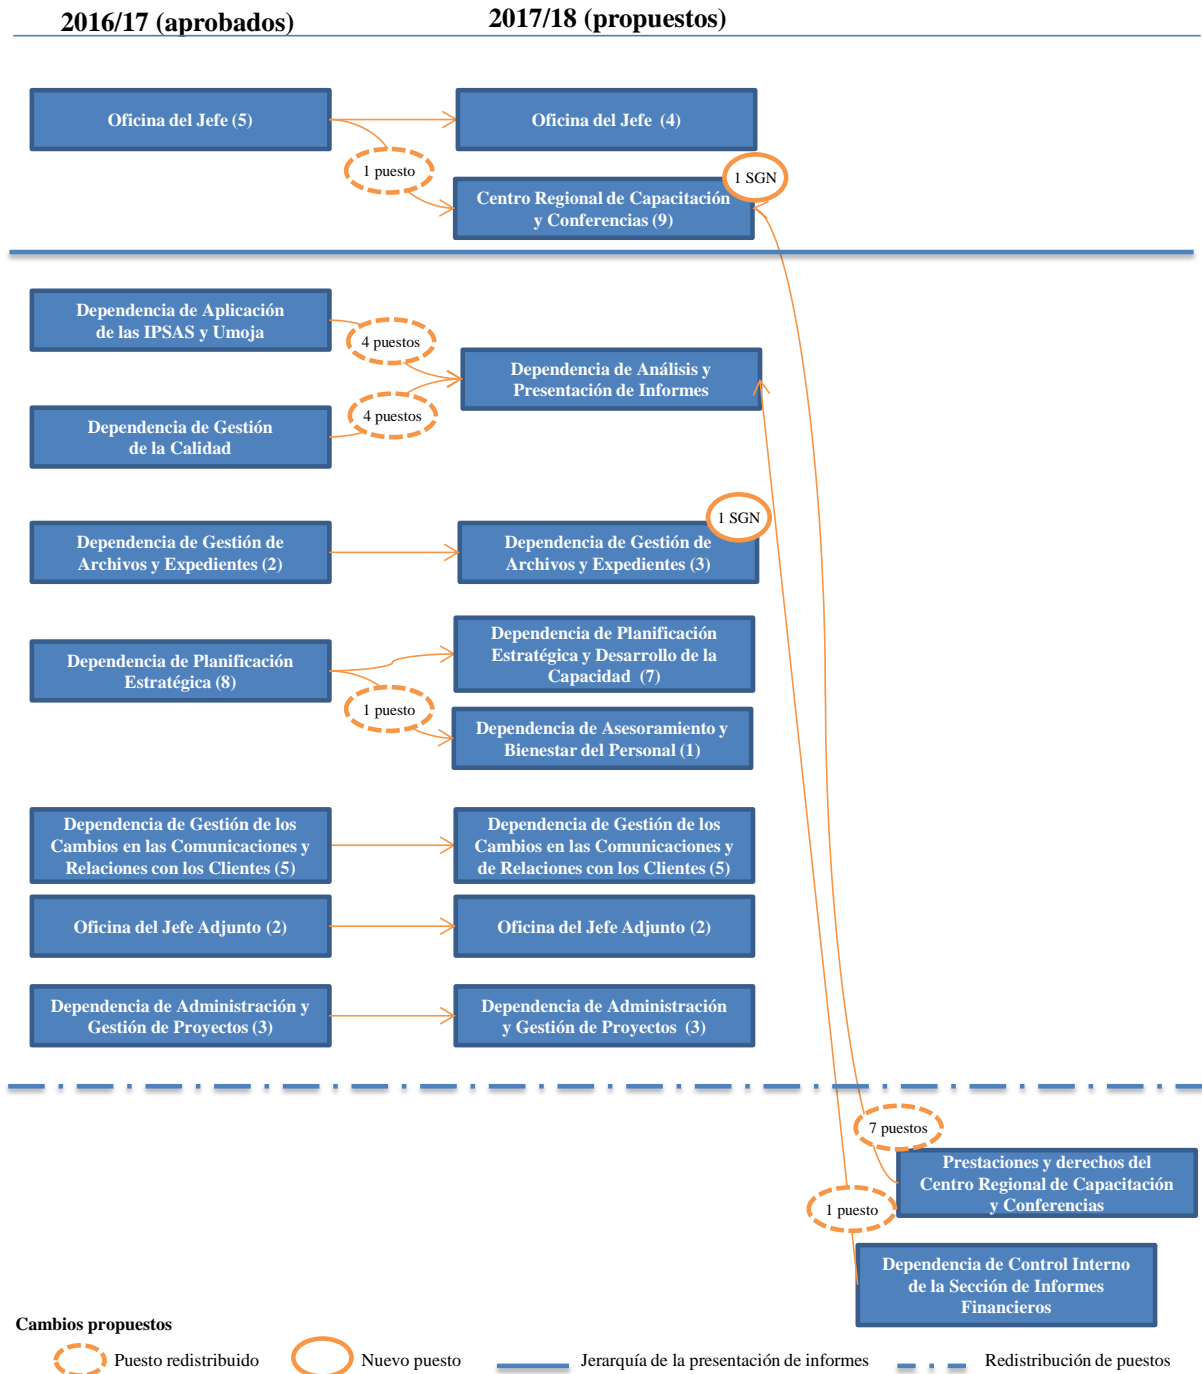 2016/17 (aprobados)
2017/18 (propuestos)
Oficina del Jefe (5)
Oficina del Jefe (4)
1 puesto
1 SGN
Centro Regional de Capacitación
y Conferencias (9)
Dependencia de Aplicación
de las IPSAS y Umoja
4 puestos
Dependencia de Análisis y
Presentación de Informes
4 puestos
Dependencia de Gestión
de la Calidad
1 SGN
Dependencia de Gestión de
Archivos y Expedientes (2)
Dependencia de Gestión de
Archivos y Expedientes (3)
Dependencia de Planificación
Estratégica (8)
Dependencia de Planificación
Estratégica y Desarrollo de la
Capacidad (7)
1 puesto
Dependencia de Asesoramiento y
Bienestar del Personal (1)
Dependencia de Gestión de los
Cambios en las Comunicaciones y
Relaciones con los Clientes (5)
Dependencia de Gestión de los
Cambios en las Comunicaciones y
de Relaciones con los Clientes (5)
Oficina del Jefe Adjunto (2)
Oficina del Jefe Adjunto (2)
Dependencia de Administración y
Gestión de Proyectos (3)
Dependencia de Administración
y Gestión de Proyectos (3)
7 puestos
Prestaciones y derechos del
Centro Regional de Capacitación
y Conferencias
1 puesto
Dependencia de Control Interno
de la Sección de Informes
Financieros
Cambios propuestos
Puesto redistribuido
Nuevo puesto
Jerarquía de la presentación de informes
Redistribución de puestos